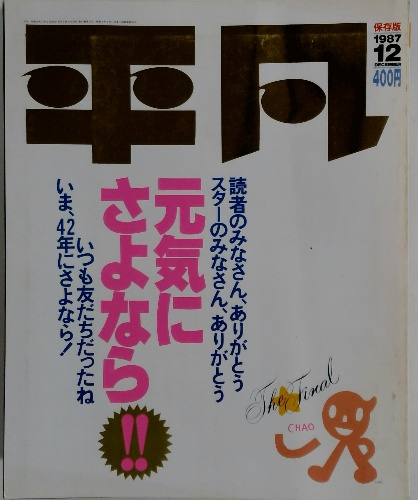 平凡
保存版
1987
12
DECEMBER
400円
読者のみなさん、ありがとう
スターのみなさん、ありがとう
元気に
さよなら!!
いつも友だちだったね
いま、42年にさよなら!
The Final
CHAO